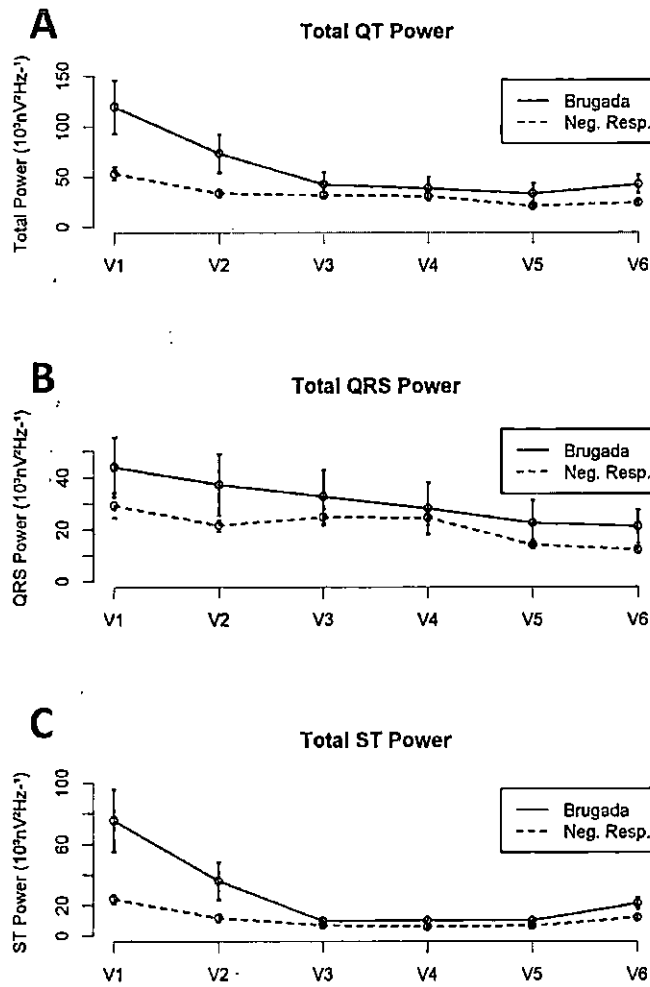 A
Total QT Power
Total Power (10³nV²Hz⁻¹)
150
100
50
0
Brugada
Neg. Resp.
V1 V2 V3 V4 V5 V6
B
Total QRS Power
QRS Power (10³nV²Hz⁻¹)
40
20
0
Brugada
Neg. Resp.
V1 V2 V3 V4 V5 V6
C
Total ST Power
ST Power (10³nV²Hz⁻¹)
100
60
20
0
Brugada
Neg. Resp.
V1 V2 V3 V4 V5 V6